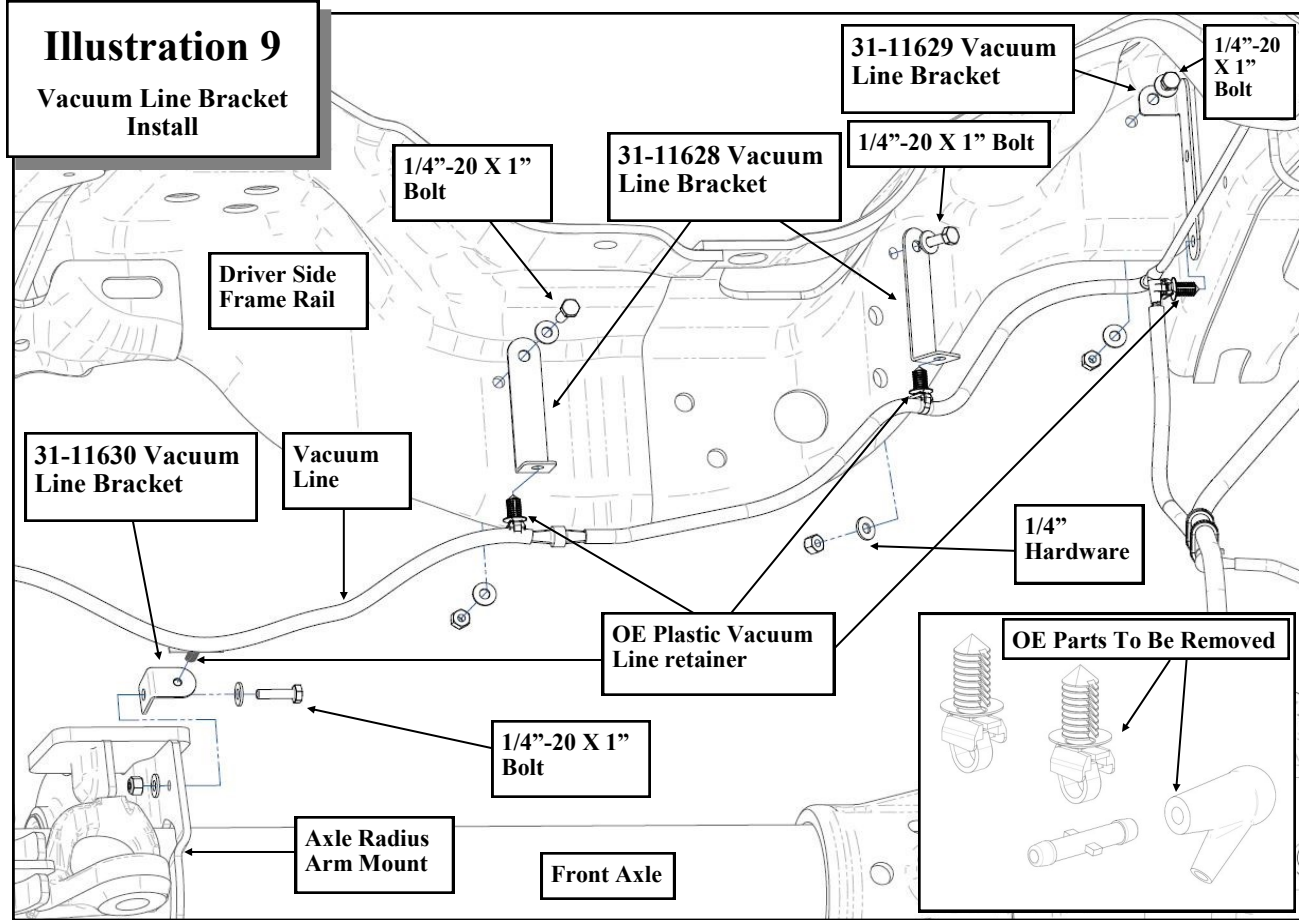 Illustration 9
Vacuum Line Bracket
Install
31-11629 Vacuum
Line Bracket
1/4”-20
X 1”
Bolt
1/4”-20 X 1”
Bolt
31-11628 Vacuum
Line Bracket
1/4”-20 X 1” Bolt
Driver Side
Frame Rail
31-11630 Vacuum
Line Bracket
Vacuum
Line
1/4”
Hardware
OE Plastic Vacuum
Line retainer
OE Parts To Be Removed
1/4”-20 X 1”
Bolt
Axle Radius
Arm Mount
Front Axle